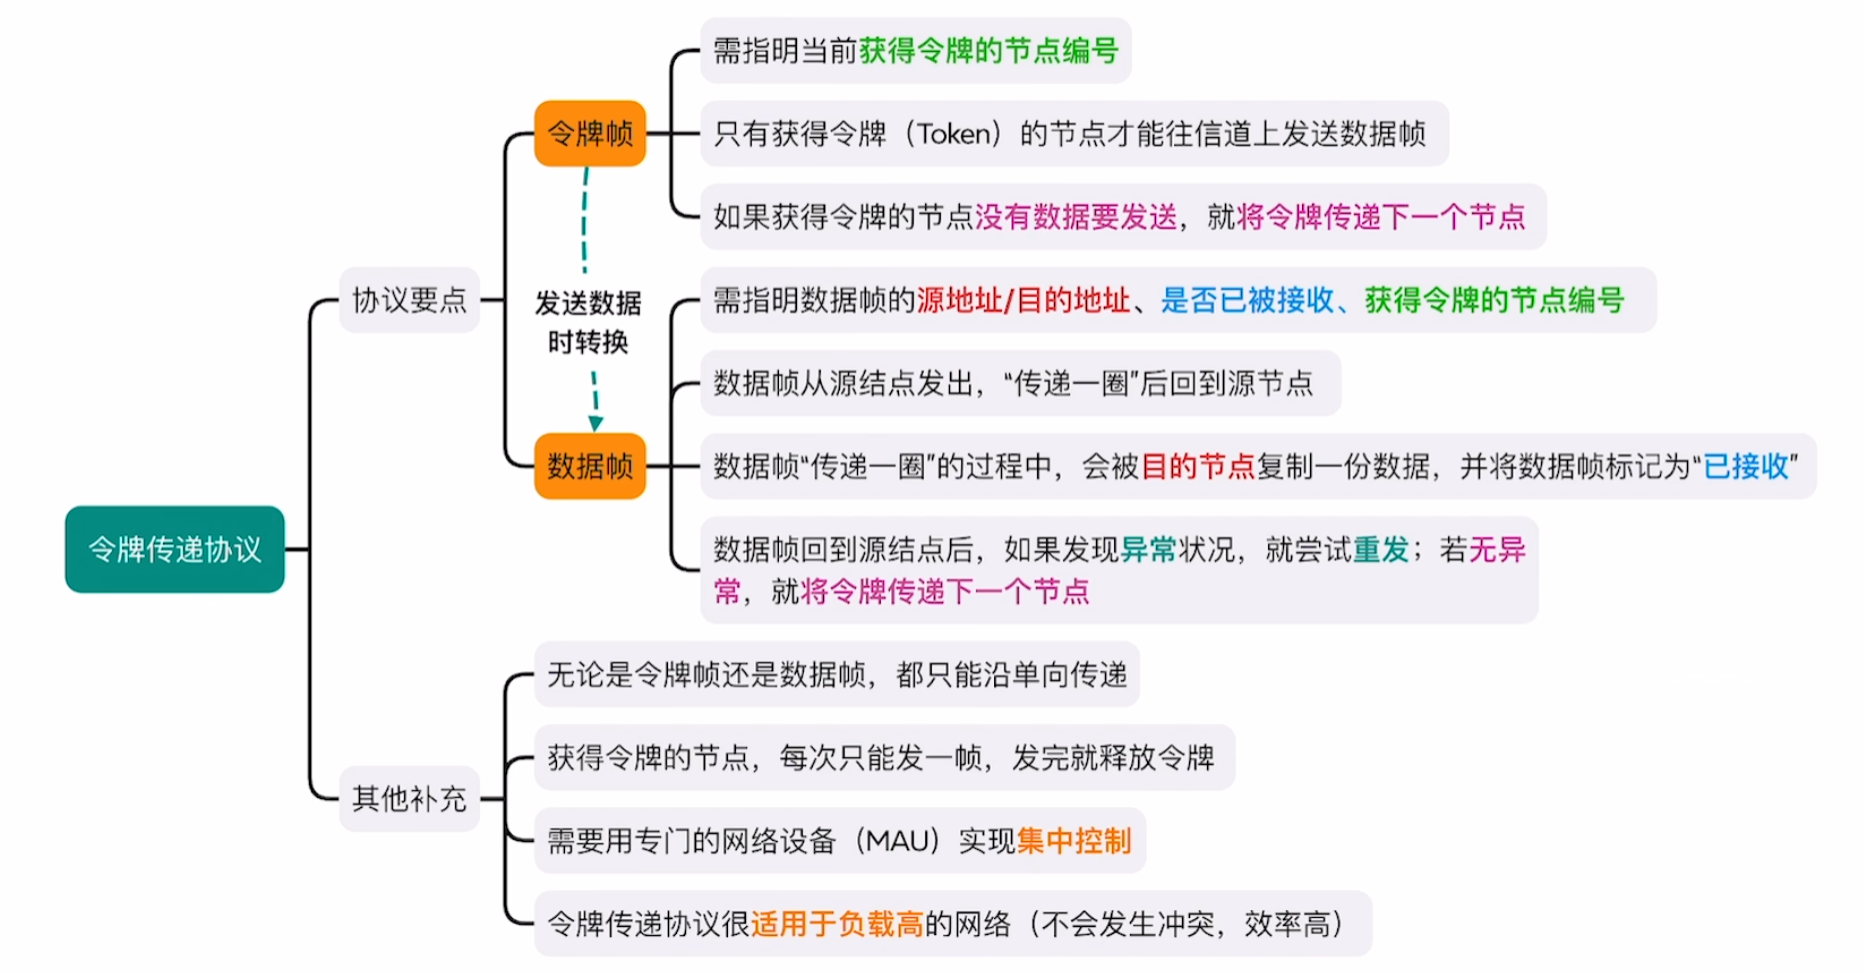 需指明当前获得令牌的节点编号
令牌帧
只有获得令牌（Token）的节点才能往信道上发送数据帧
如果获得令牌的节点没有数据要发送，就将令牌传递下一个节点
协议要点
发送数据
时转换
需指明数据帧的源地址/目的地址、是否已被接收、获得令牌的节点编号
数据帧从源结点发出，“传递一圈”后回到源节点
数据帧
数据帧“传递一圈”的过程中，会被目的节点复制一份数据，并将数据帧标记为“已接收”
数据帧回到源结点后，如果发现异常状况，就尝试重发；若无异
常，就将令牌传递下一个节点
令牌传递协议
无论是令牌帧还是数据帧，都只能沿单向传递
获得令牌的节点，每次只能发一帧，发完就释放令牌
其他补充
需要用专门的网络设备（MAU）实现集中控制
令牌传递协议很适用于负载高的网络（不会发生冲突，效率高）